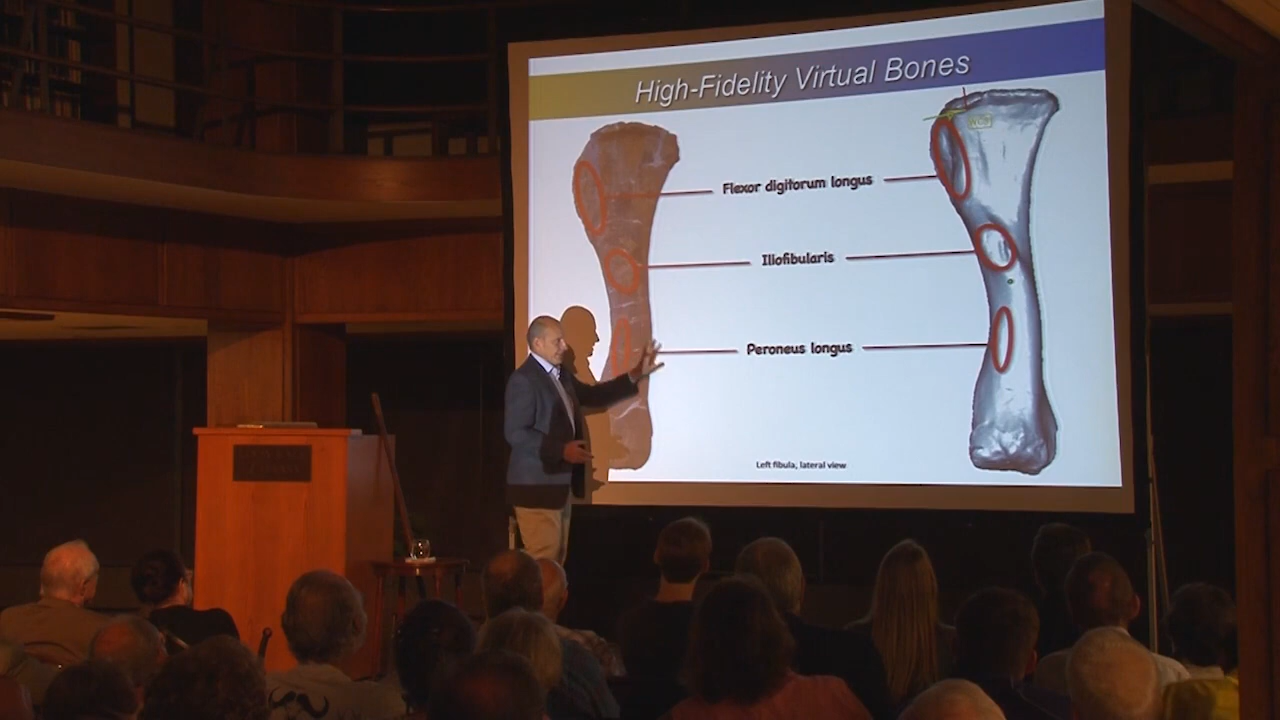 High-Fidelity Virtual Bones
Flexor digitorum longus
Iliofibularis
Peroneus longus
Left fibula, lateral view